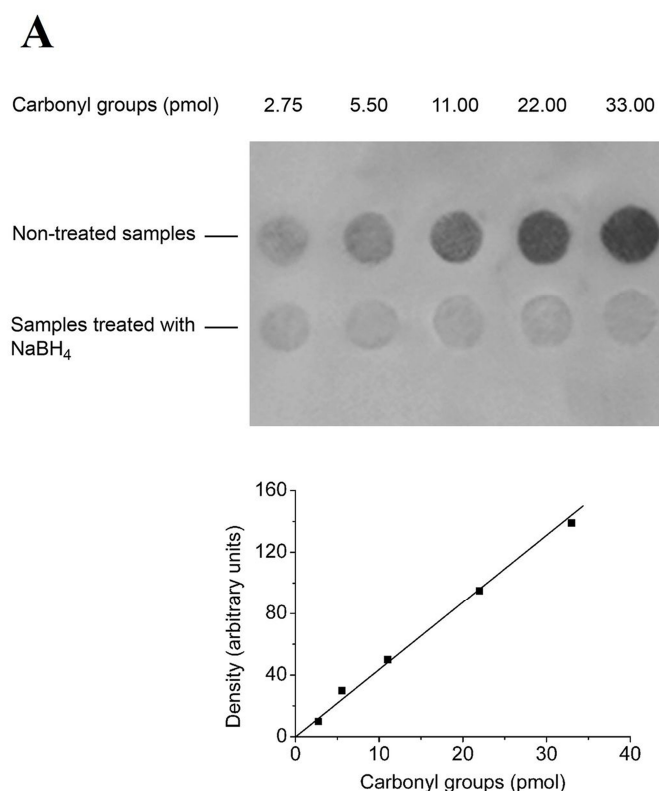 A
Carbonyl groups (pmol) 2.75 5.50 11.00 22.00 33.00
Non-treated samples
Samples treated with
NaBH4
160
120
80
40
0
Density (arbitrary units)
0 10 20 30 40
Carbonyl groups (pmol)